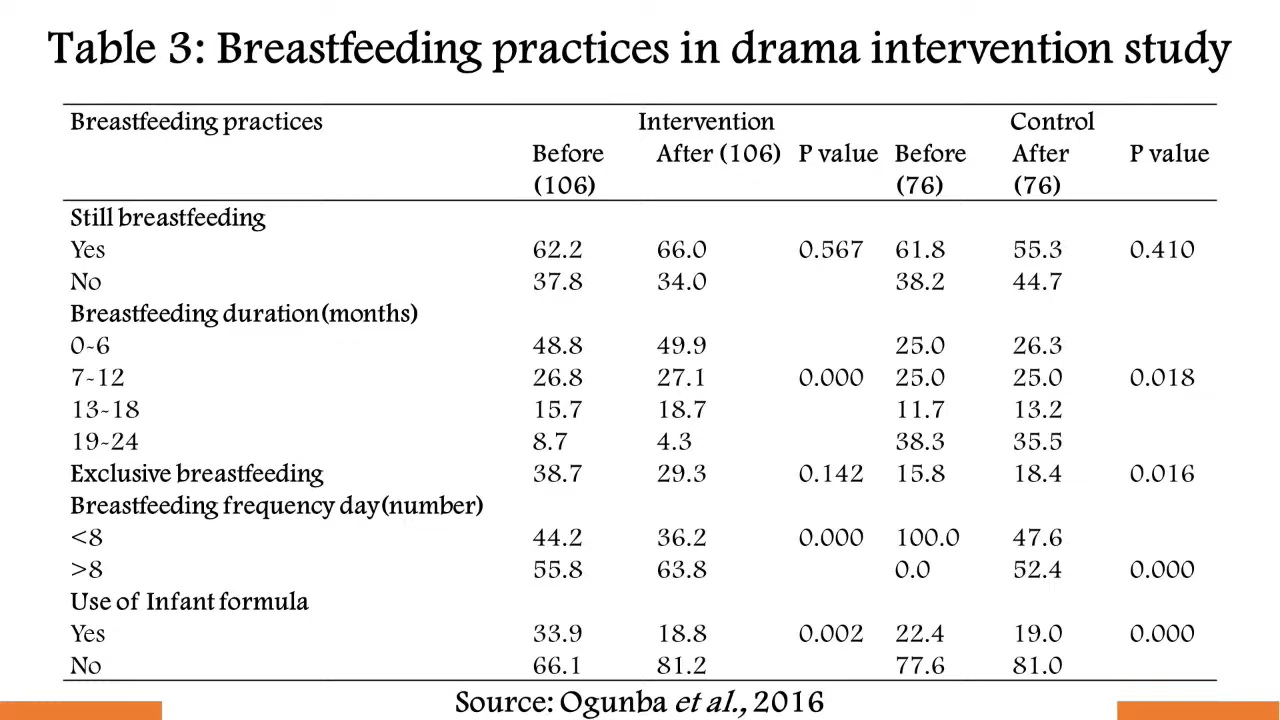 Table 3: Breastfeeding practices in drama intervention study
Breastfeeding practices Intervention Control
Before After (106) P value Before After P value
(106) (76) (76)
Still breastfeeding
Yes 62.2 66.0 0.567 61.8 55.3 0.410
No 37.8 34.0 38.2 44.7
Breastfeeding duration(months)
0-6 48.8 49.9 25.0 26.3
7-12 26.8 27.1 0.000 25.0 25.0 0.018
13-18 15.7 18.7 11.7 13.2
19-24 8.7 4.3 38.3 35.5
Exclusive breastfeeding 38.7 29.3 0.142 15.8 18.4 0.016
Breastfeeding frequency day(number)
<8 44.2 36.2 0.000 100.0 47.6
>8 55.8 63.8 0.0 52.4 0.000
Use of Infant formula
Yes 33.9 18.8 0.002 22.4 19.0 0.000
No 66.1 81.2 77.6 81.0
Source: Ogunba et al., 2016